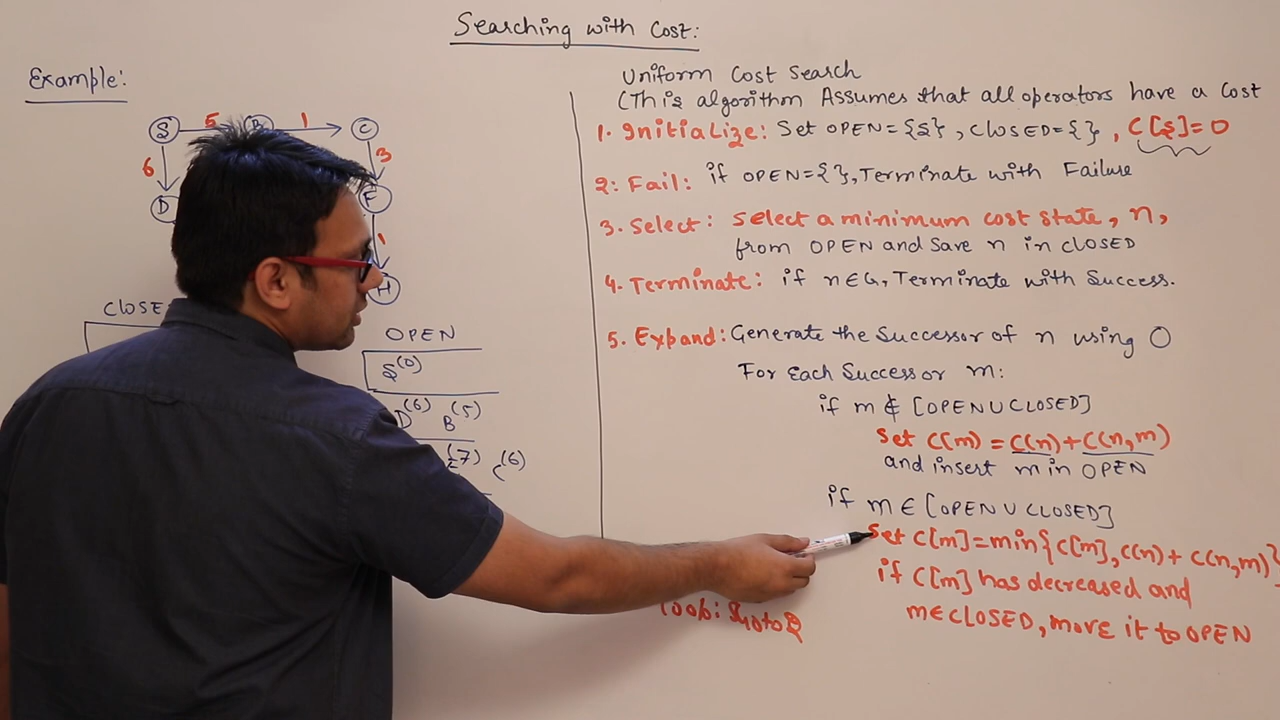 Searching with Cost:
Example:
S 5 B 1 C
6 3
D F
1
H
CLOSE
OPEN
S(0)
D(6) B(5)
(7) C(6)
Uniform Cost Search
(This algorithm Assumes that all operators have a Cost
1. Initialize: Set OPEN={S}, CLOSED={ }, C[S]=0
2: Fail: if OPEN={ }, Terminate with Failure
3. Select: Select a minimum cost state, n,
from OPEN and Save n in CLOSED
4. Terminate: if n∈G, Terminate with Success.
5. Expand: Generate the Successor of n using O
For Each Successor m:
if m ∉ [OPEN ∪ CLOSED]
Set C(m) = C(n)+C(n,m)
and insert m in OPEN
if m ∈ [OPEN ∪ CLOSED]
Set C[m]=min{C[m], C(n)+ C(n,m)}
if C[m] has decreased and
m∈CLOSED, move it to OPEN
Loop: Goto 2